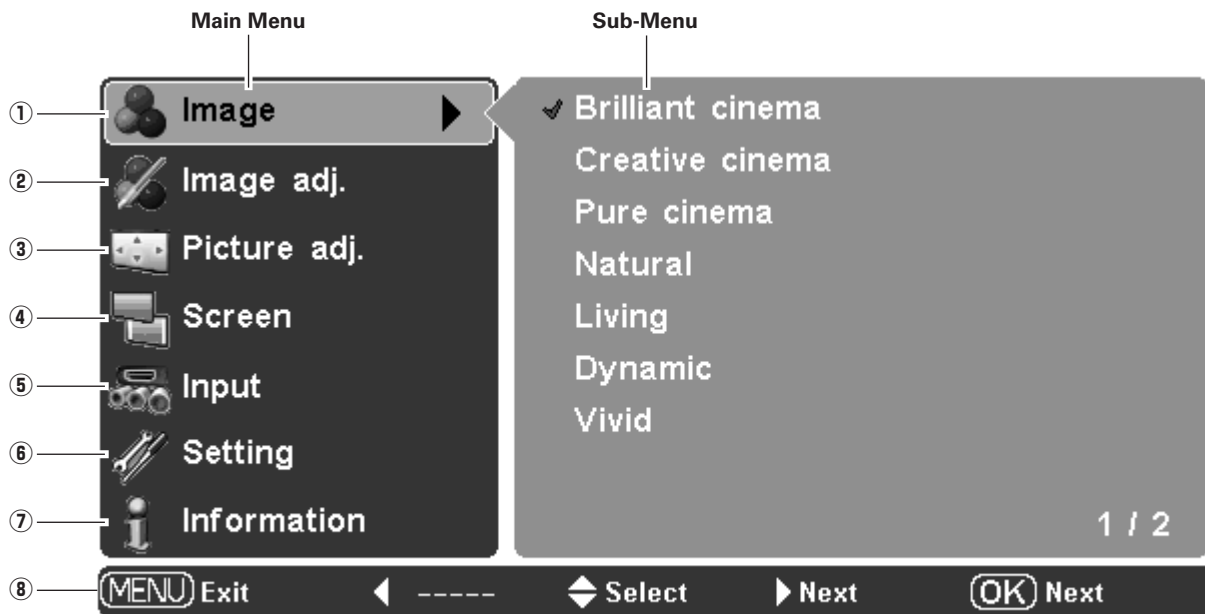 Main Menu Sub-Menu
① Image Brilliant cinema
Creative cinema
② Image adj.
Pure cinema
③ Picture adj.
Natural
④ Screen Living
⑤ Input Dynamic
Vivid
⑥ Setting
⑦ Information 1 / 2
⑧ MENU Exit ----- Select Next OK Next